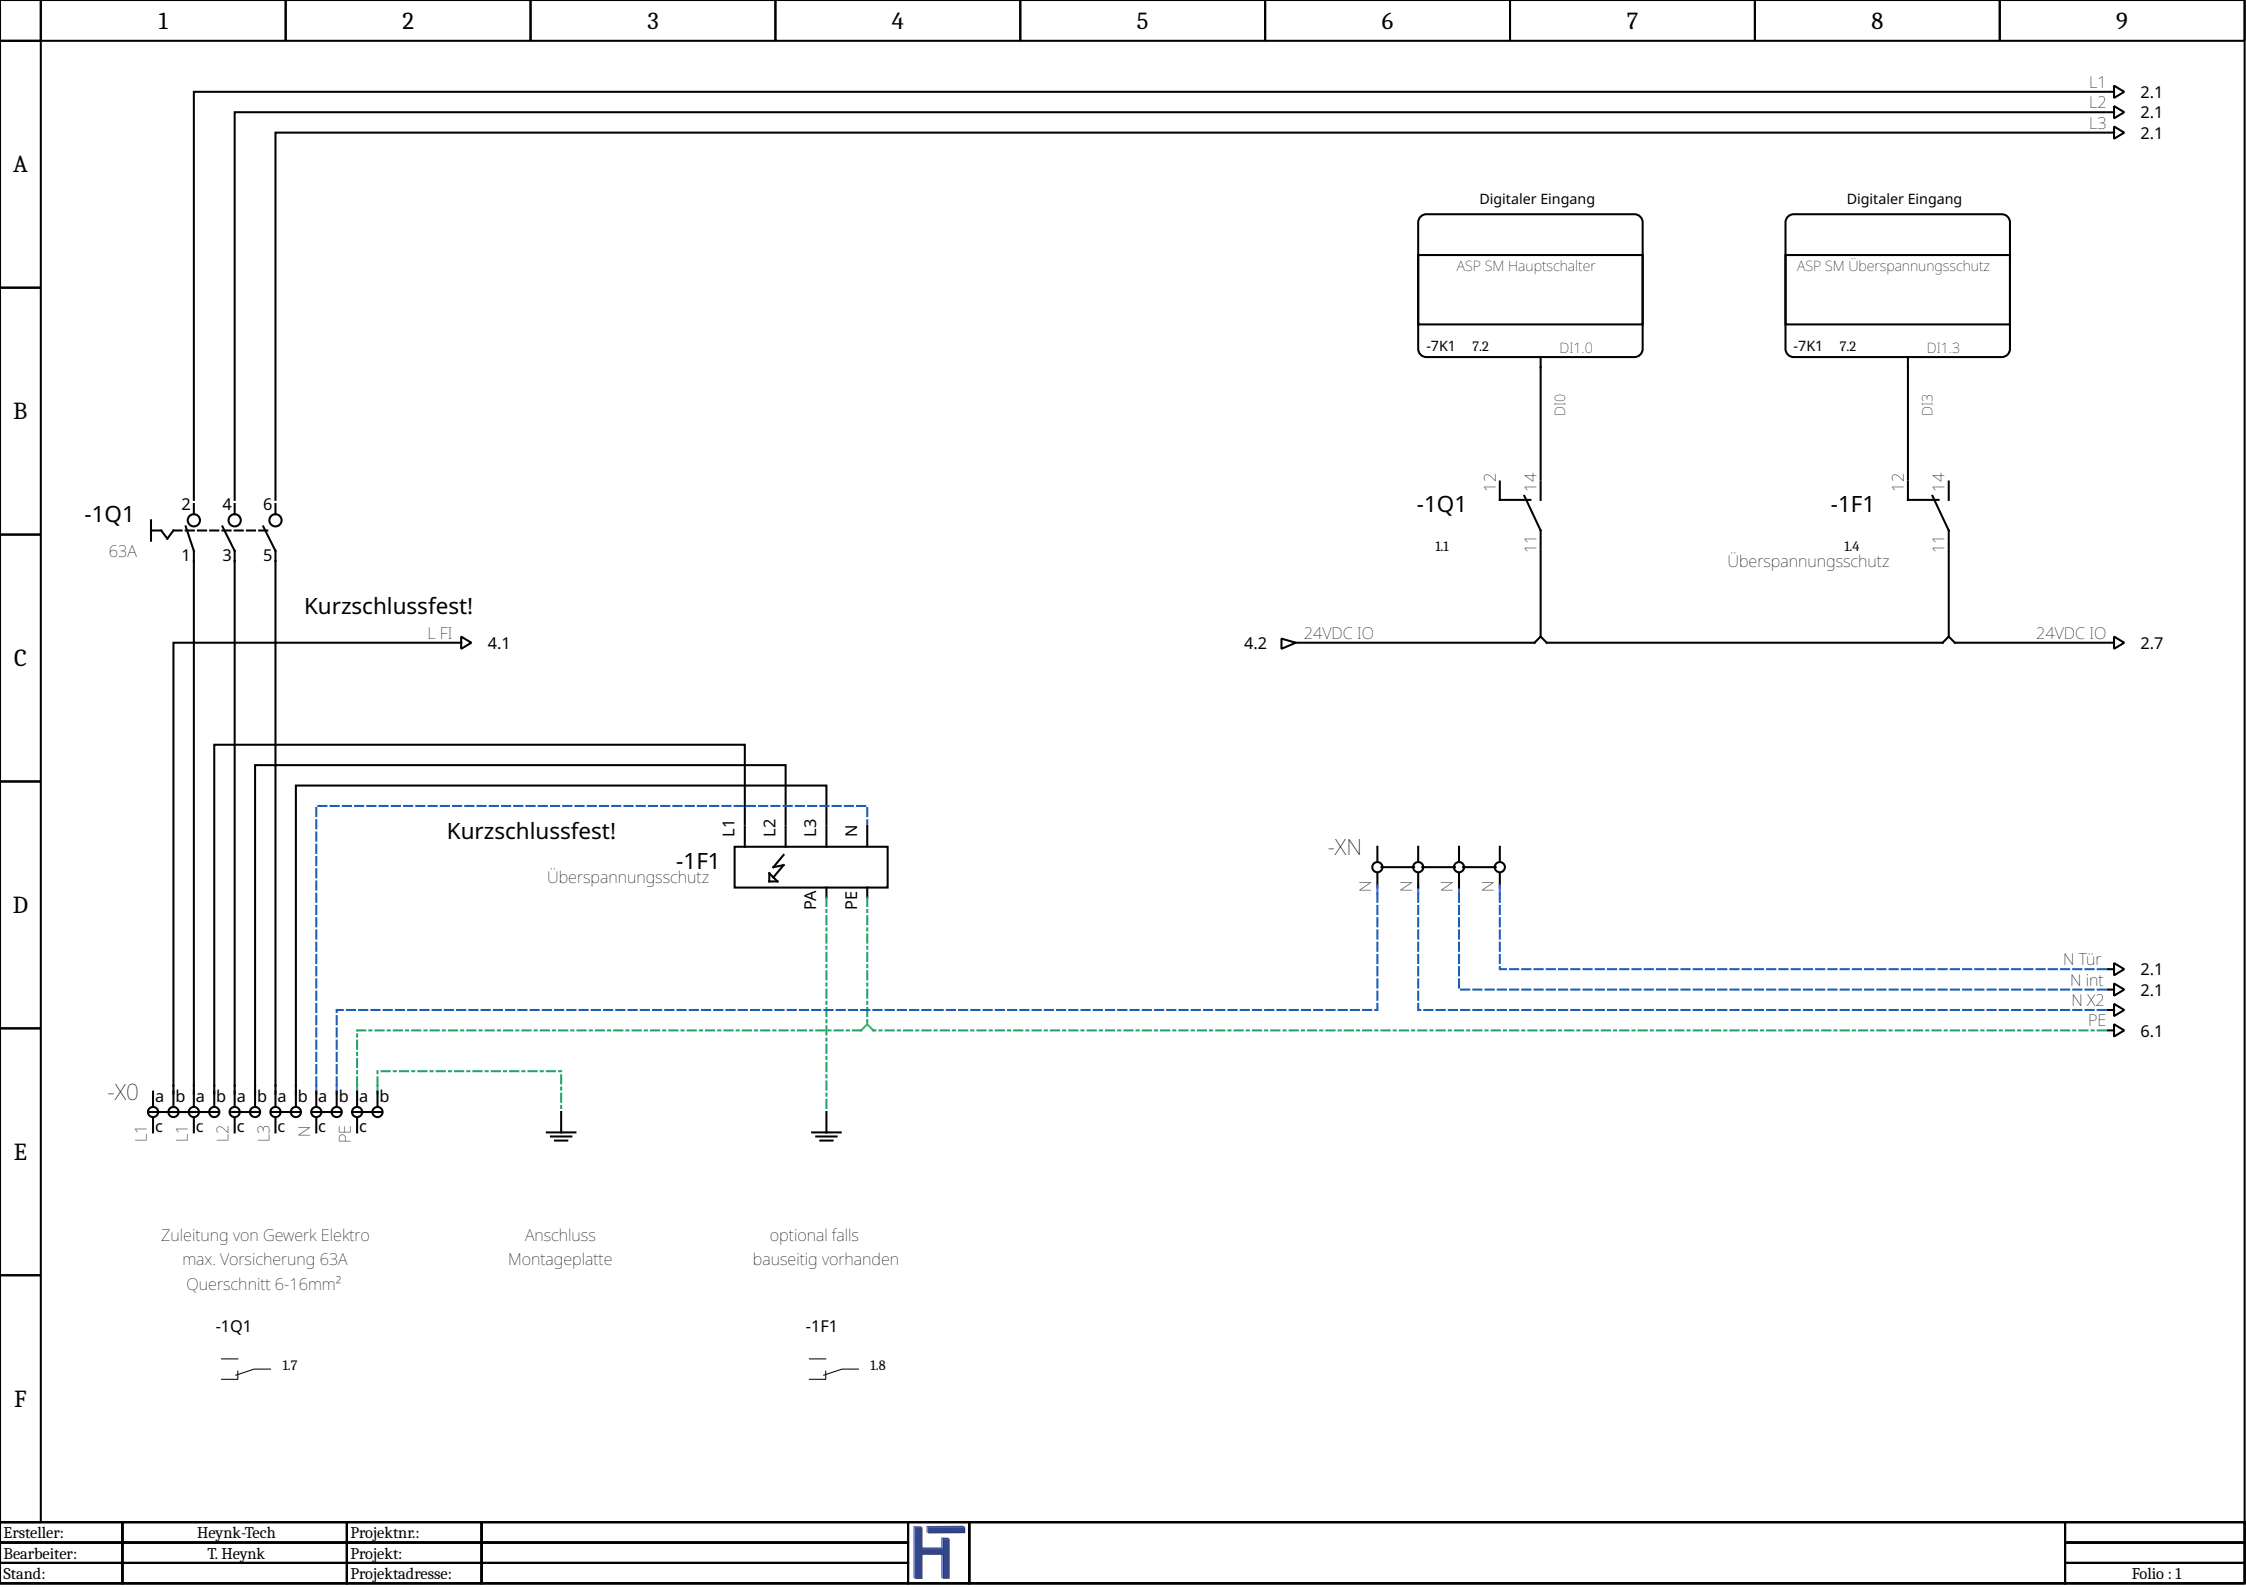 1 2 3 4 5 6 7 8 9
A
B
C
D
E
F
L1 2.1
L2 2.1
L3 2.1
Digitaler Eingang
ASP SM Hauptschalter
-7K1 7.2 DI1.0
DI0
Digitaler Eingang
ASP SM Überspannungsschutz
-7K1 7.2 DI1.3
DI3
-1Q1
63A
2 4 6
1 3 5
-1Q1
1.1
12 14
11
-1F1
1.4
Überspannungsschutz
12 14
11
Kurzschlussfest!
L FI 4.1
4.2 24VDC IO
24VDC IO 2.7
Kurzschlussfest!
-1F1
Überspannungsschutz
L1 L2 L3 N
PA PE
-XN
N N N N
N Tür 2.1
N int 2.1
N X2
PE 6.1
-X0
a b a b a b a b a b a b
c c c c c c
L1 L1 L2 L3 N PE
Zuleitung von Gewerk Elektro
max. Vorsicherung 63A
Querschnitt 6-16mm²
Anschluss
Montageplatte
optional falls
bauseitig vorhanden
-1Q1
1.7
-1F1
1.8
Ersteller: Heynk-Tech Projektnr.:
Bearbeiter: T. Heynk Projekt:
Stand: Projektadresse:
HT
Folio : 1